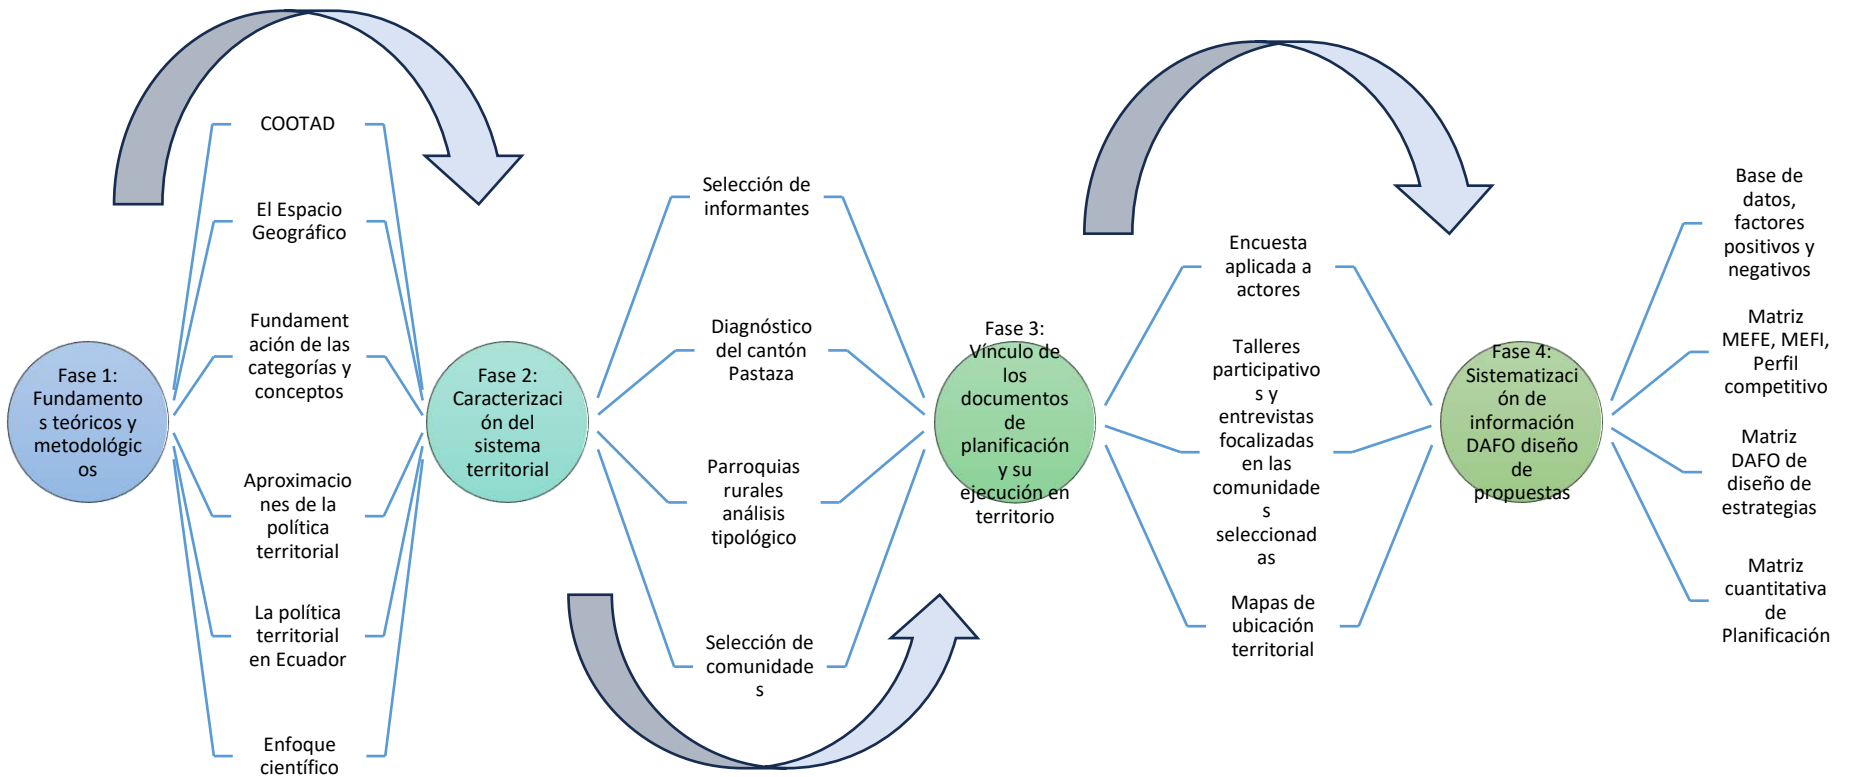 Fase 1:
Fundamento
s teóricos y
metodológic
os
COOTAD
El Espacio
Geográfico
Fundament
ación de las
categorías y
conceptos
Aproximacio
nes de la
política
territorial
La política
territorial
en Ecuador
Enfoque
científico
Fase 2:
Caracterizaci
ón del
sistema
territorial
Selección de
informantes
Diagnóstico
del cantón
Pastaza
Parroquias
rurales
análisis
tipológico
Selección de
comunidade
s
Fase 3:
Vínculo de
los
documentos
de
planificación
y su
ejecución en
territorio
Encuesta
aplicada a
actores
Talleres
participativo
s y
entrevistas
focalizadas
en las
comunidade
s
seleccionad
as
Mapas de
ubicación
territorial
Fase 4:
Sistematizaci
ón de
información
DAFO diseño
de
propuestas
Base de
datos,
factores
positivos y
negativos
Matriz
MEFE, MEFI,
Perfil
competitivo
Matriz
DAFO de
diseño de
estrategias
Matriz
cuantitativa
de
Planificación